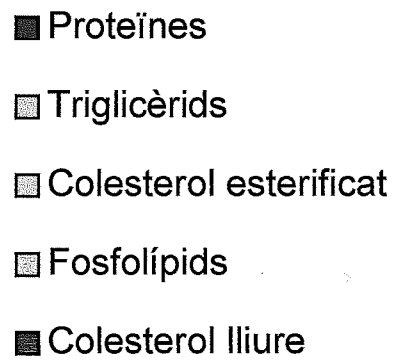 Proteïnes
Triglicèrids
Colesterol esterificat
Fosfolípids
Colesterol lliure